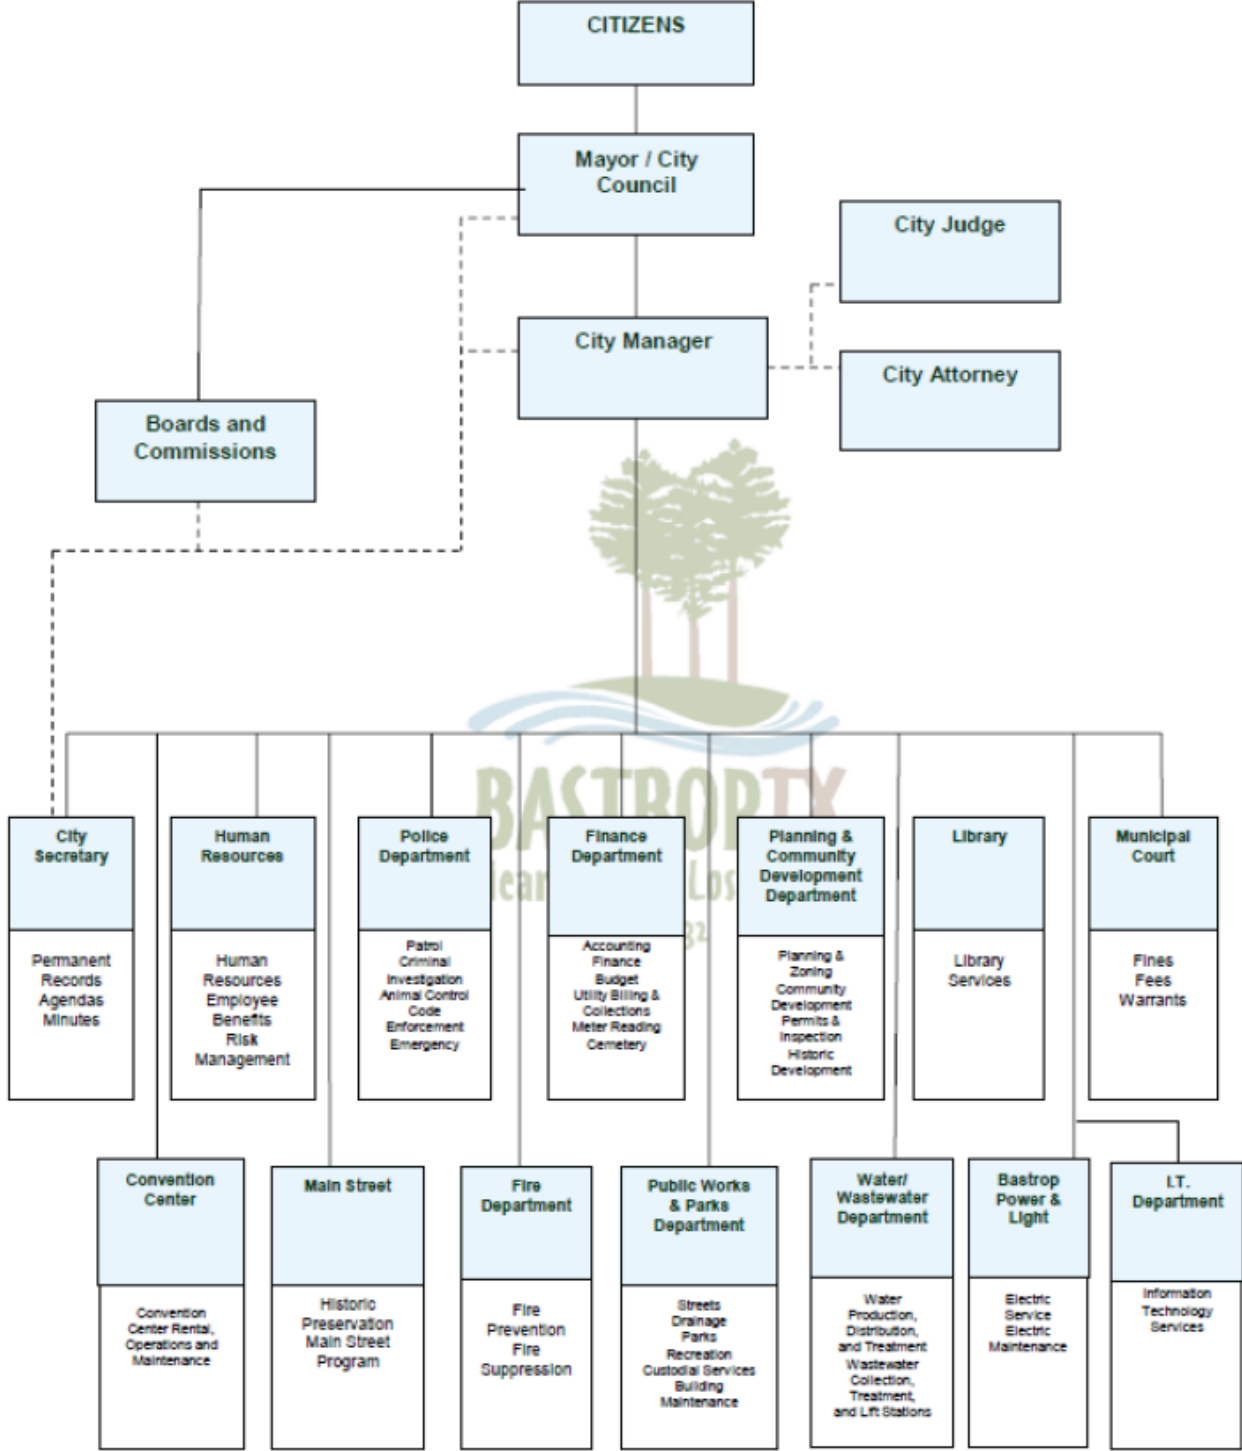 CITIZENS
Mayor / City
Council
City Judge
City Manager
City Attorney
Boards and
Commissions
BASTROPTX
City
Secretary
Permanent
Records
Agendas
Minutes
Human
Resources
Human
Resources
Employee
Benefits
Risk
Management
Police
Department
Patrol
Criminal
Investigation
Animal Control
Code
Enforcement
Emergency
Finance
Department
Accounting
Finance
Budget
Utility Billing &
Collections
Meter Reading
Cemetery
Planning &
Community
Development
Department
Planning &
Zoning
Community
Development
Permits &
Inspection
Historic
Development
Library
Library
Services
Municipal
Court
Fines
Fees
Warrants
Convention
Center
Convention
Center Rental,
Operations and
Maintenance
Main Street
Historic
Preservation
Main Street
Program
Fire
Department
Fire
Prevention
Fire
Suppression
Public Works
& Parks
Department
Streets
Drainage
Parks
Recreation
Custodial Services
Building
Maintenance
Water/
Wastewater
Department
Water
Production,
Distribution,
and Treatment
Wastewater
Collection,
Treatment,
and Lift Stations
Bastrop
Power &
Light
Electric
Service
Electric
Maintenance
I.T.
Department
Information
Technology
Services